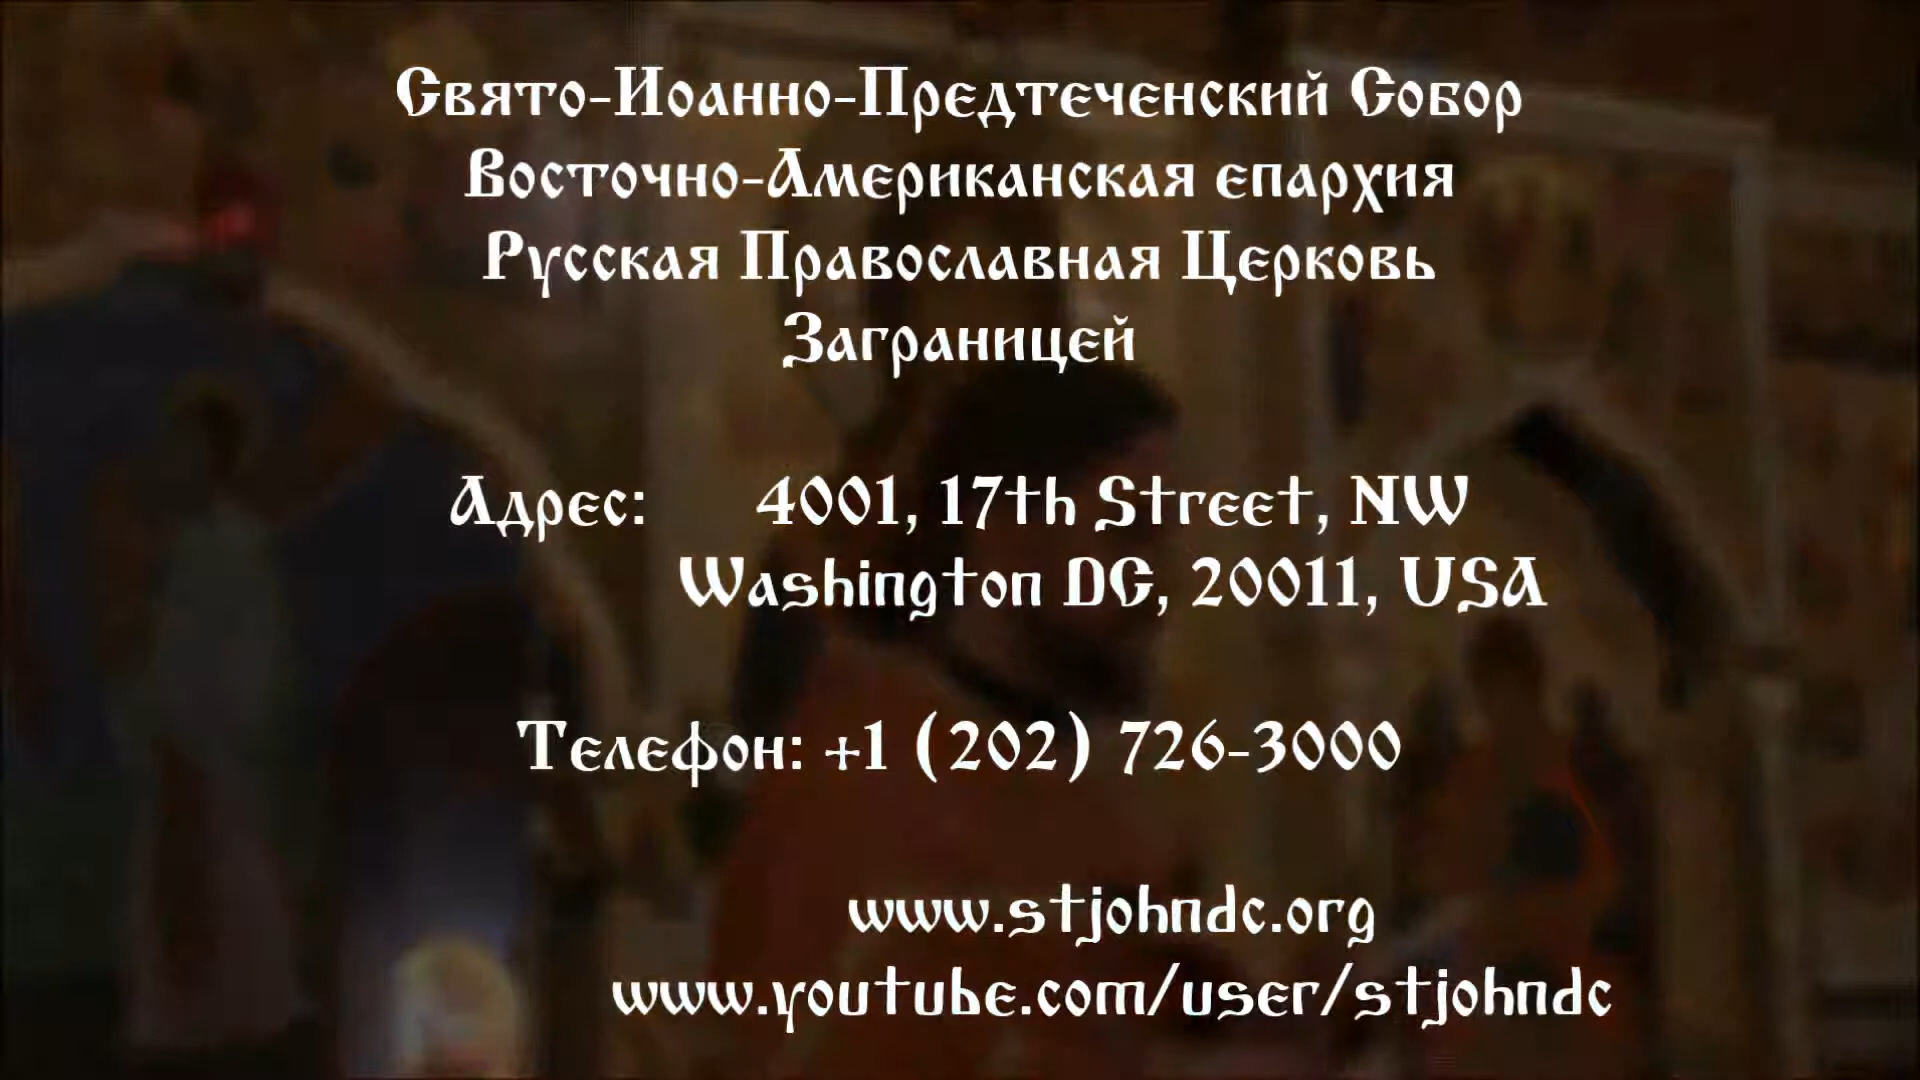 Свято-Иоанно-Предтеченский Собор
Восточно-Американская епархия
Русская Православная Церковь
Заграницей
Адрес: 4001, 17th Street, NW
Washington DC, 20011, USA
Телефон: +1 (202) 726-3000
www.stjohndc.org
www.youtube.com/user/stjohndc